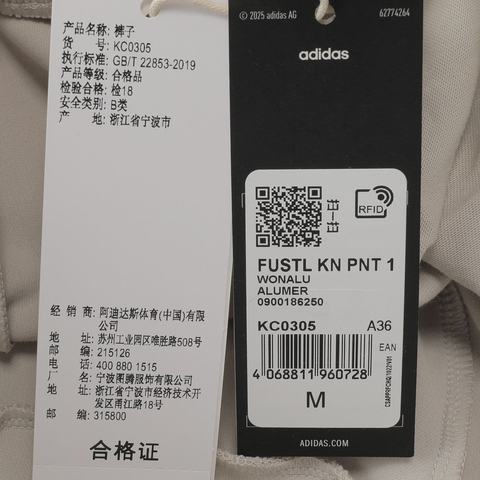 产品名称: 裤子
货 号: KC0305
执行标准: GB/T 22853-2019
产品等级: 合格品
检验合格: 检18
安全类别: B类
产 地: 浙江省宁波市
经 销 商: 阿迪达斯体育(中国)有限公司
地 址: 苏州工业园区唯胜路508号
邮 编: 215126
电 话: 400 880 1515
厂 名: 宁波图腾服饰有限公司
地 址: 浙江省宁波市经济技术开发区甬江路18号
邮 编: 315800
合格证
© 2025 adidas AG
62774264
adidas
RFID
FUSTL KN PNT 1
WONALU
ALUMER
0900186250
KC0305 A36
EAN
4 068811 960728
M
ADIDAS.COM